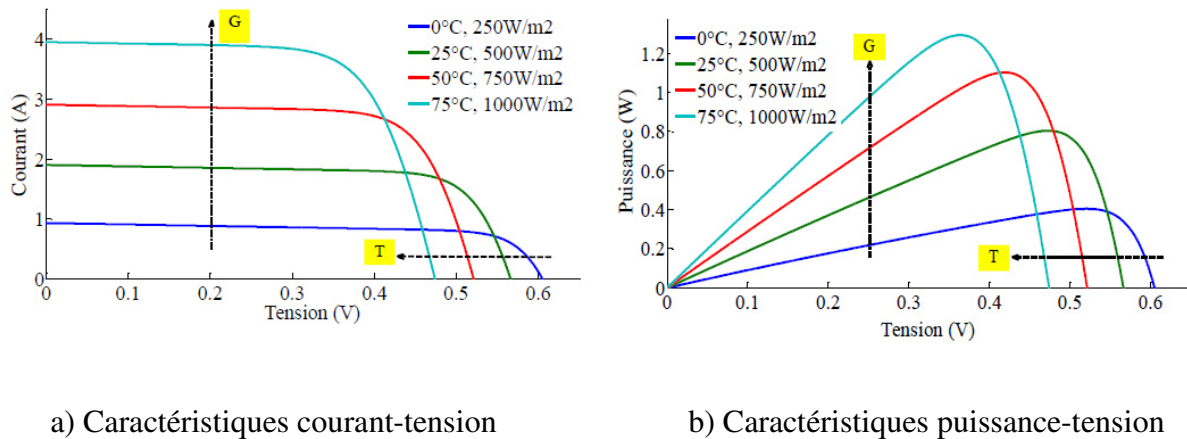 G
0°C, 250W/m2
25°C, 500W/m2
50°C, 750W/m2
75°C, 1000W/m2
Courant (A)
4
3
2
1
0
T
0 0.1 0.2 0.3 0.4 0.5 0.6
Tension (V)
0°C, 250W/m2
25°C, 500W/m2
50°C, 750W/m2
75°C, 1000W/m2
G
Puissance (W)
1.2
1
0.8
0.6
0.4
0.2
0
T
0 0.1 0.2 0.3 0.4 0.5 0.6
Tension (V)
a) Caractéristiques courant-tension
b) Caractéristiques puissance-tension